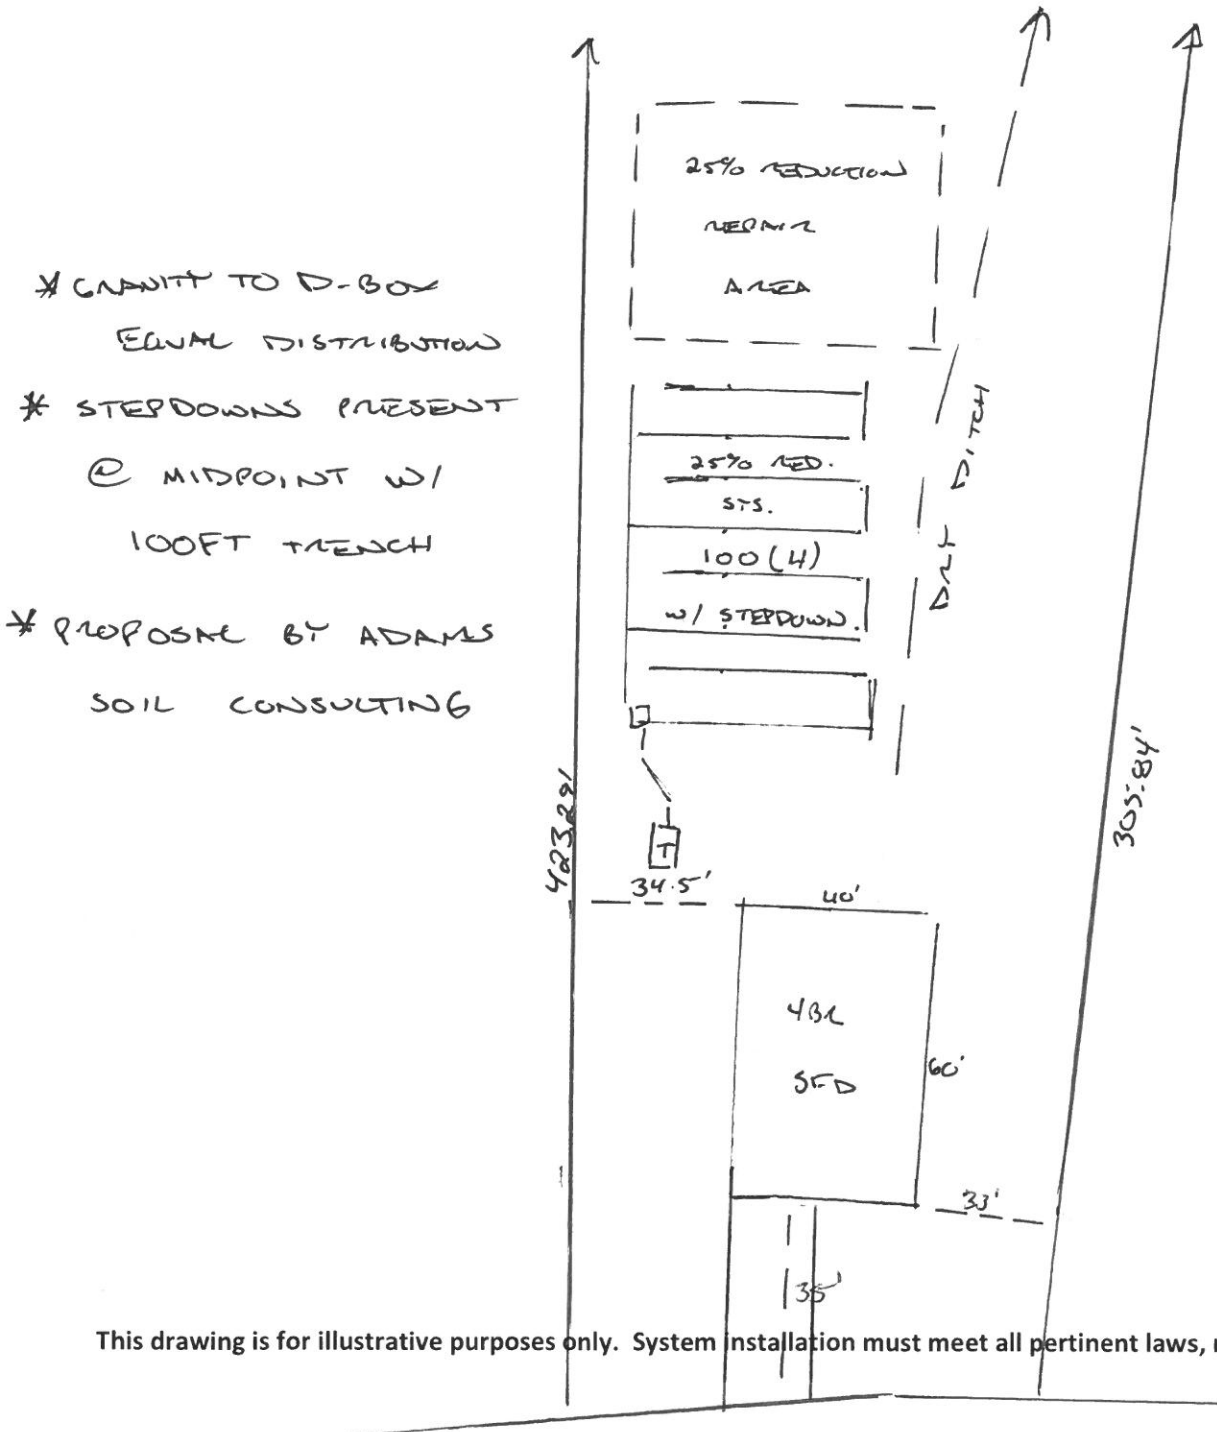 25% REDUCTION
REPAIR
AREA
* GRAVITY TO D-BOX
EQUAL DISTRIBUTION
* STEPDOWNS PRESENT
@ MIDPOINT W/
100FT TRENCH
* PROPOSAL BY ADAMS
SOIL CONSULTING
25% RED.
STS.
100 (4)
W/ STEPDOWN.
DRY DITCH
423.29'
305.84'
T
34.5'
40'
4BR
SFD
60'
33'
35'
This drawing is for illustrative purposes only. System installation must meet all pertinent laws,